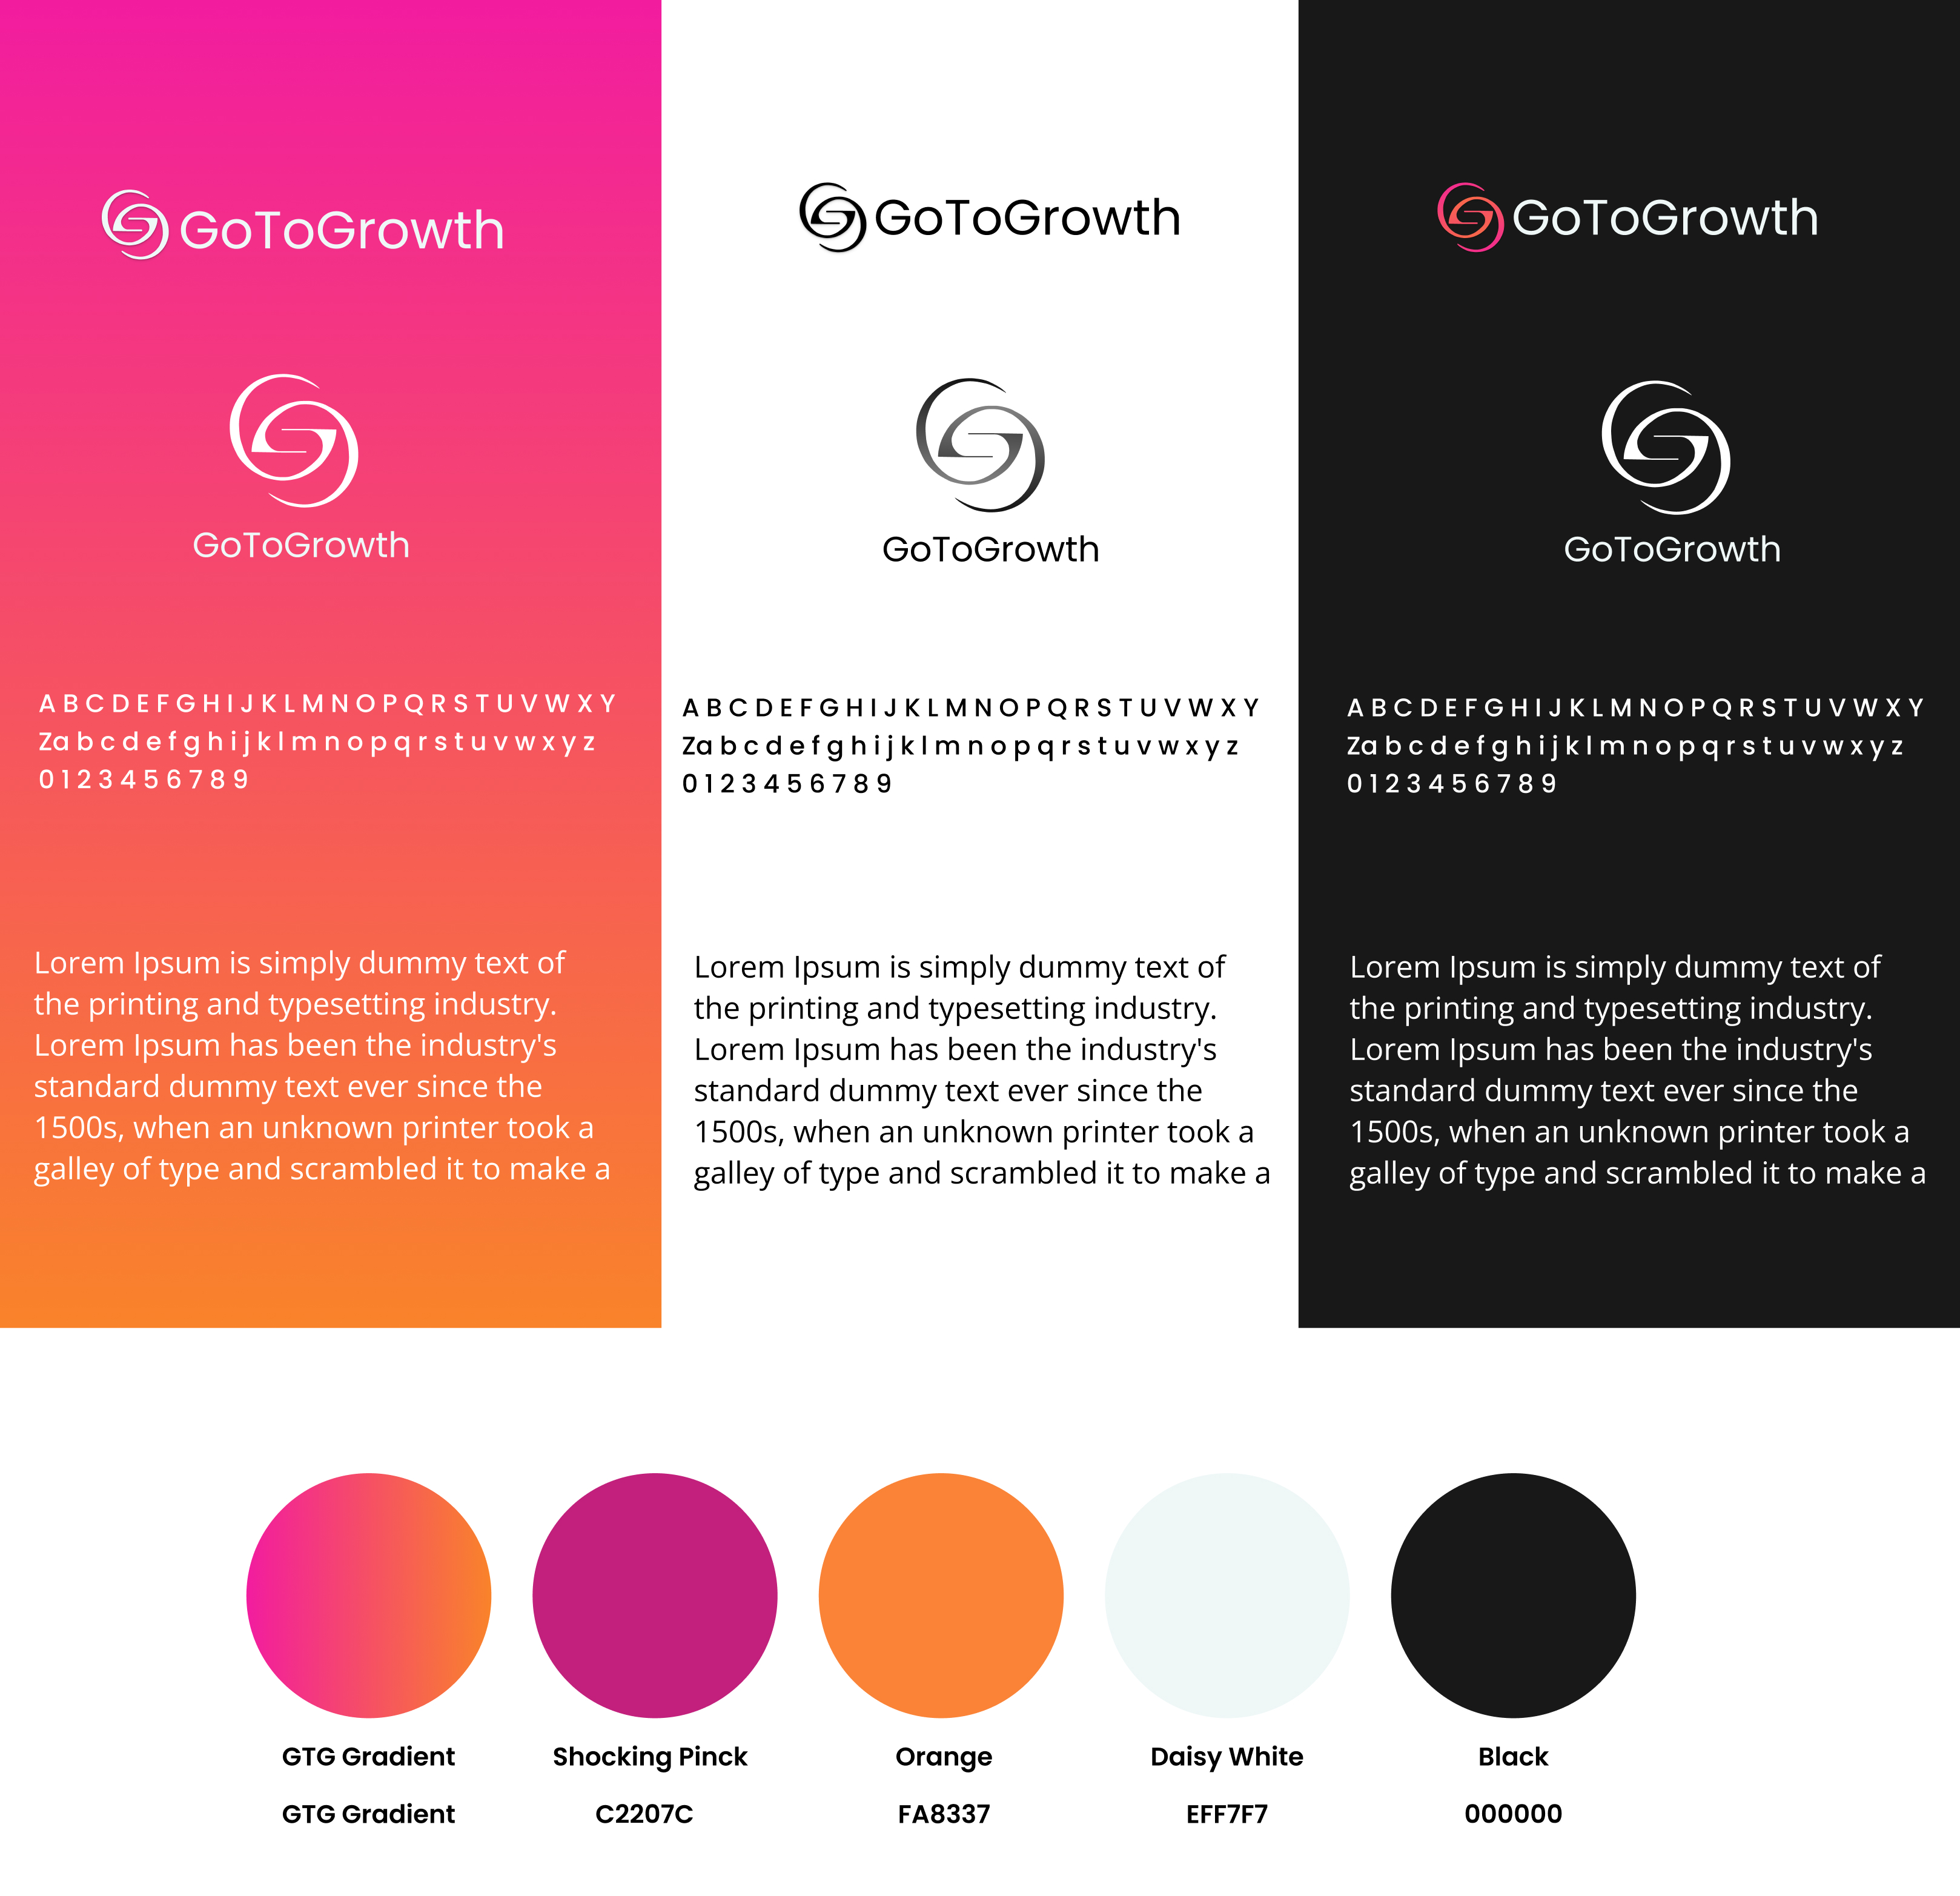 GoToGrowth
GoToGrowth
A B C D E F G H I J K L M N O P Q R S T U V W X Y
Za b c d e f g h i j k l m n o p q r s t u v w x y z
0 1 2 3 4 5 6 7 8 9
Lorem Ipsum is simply dummy text of
the printing and typesetting industry.
Lorem Ipsum has been the industry's
standard dummy text ever since the
1500s, when an unknown printer took a
galley of type and scrambled it to make a
GoToGrowth
GoToGrowth
A B C D E F G H I J K L M N O P Q R S T U V W X Y
Za b c d e f g h i j k l m n o p q r s t u v w x y z
0 1 2 3 4 5 6 7 8 9
Lorem Ipsum is simply dummy text of
the printing and typesetting industry.
Lorem Ipsum has been the industry's
standard dummy text ever since the
1500s, when an unknown printer took a
galley of type and scrambled it to make a
GoToGrowth
GoToGrowth
A B C D E F G H I J K L M N O P Q R S T U V W X Y
Za b c d e f g h i j k l m n o p q r s t u v w x y z
0 1 2 3 4 5 6 7 8 9
Lorem Ipsum is simply dummy text of
the printing and typesetting industry.
Lorem Ipsum has been the industry's
standard dummy text ever since the
1500s, when an unknown printer took a
galley of type and scrambled it to make a
GTG Gradient
GTG Gradient
Shocking Pinck
C2207C
Orange
FA8337
Daisy White
EFF7F7
Black
000000